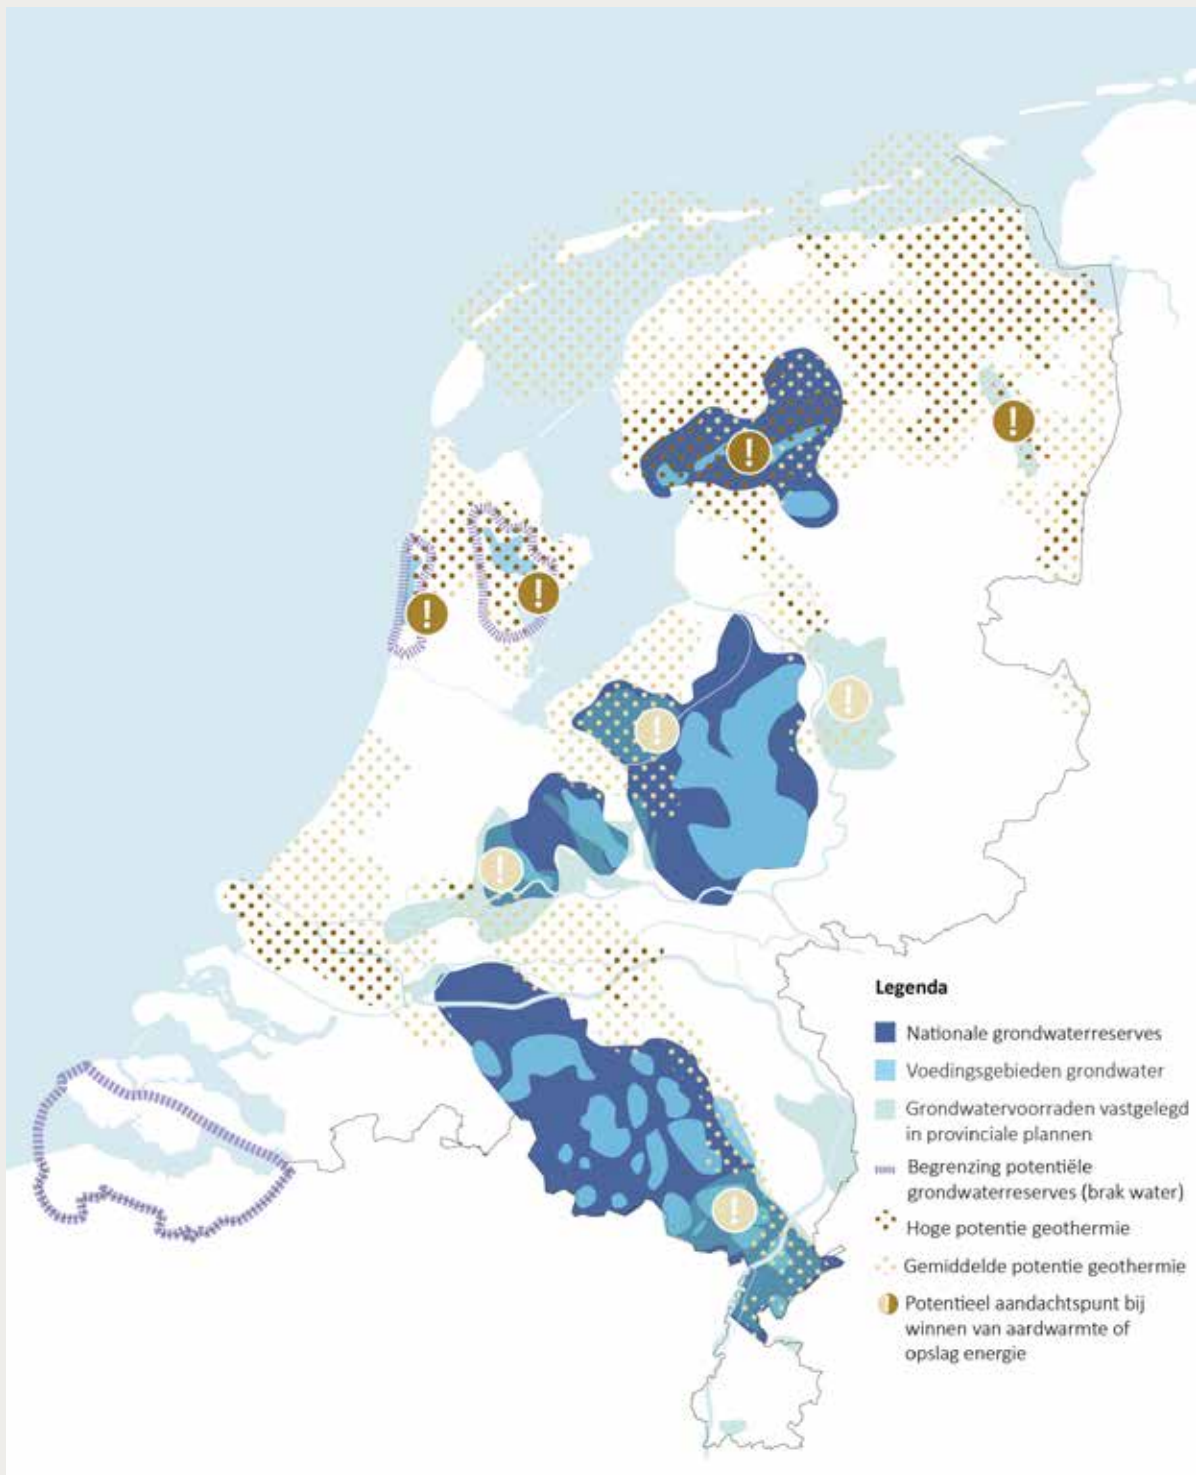 Legenda
Nationale grondwaterreserves
Voedingsgebieden grondwater
Grondwatervoorraden vastgelegd
in provinciale plannen
Begrenzing potentiële
grondwaterreserves (brak water)
Hoge potentie geothermie
Gemiddelde potentie geothermie
Potentieel aandachtspunt bij
winnen van aardwarmte of
opslag energie